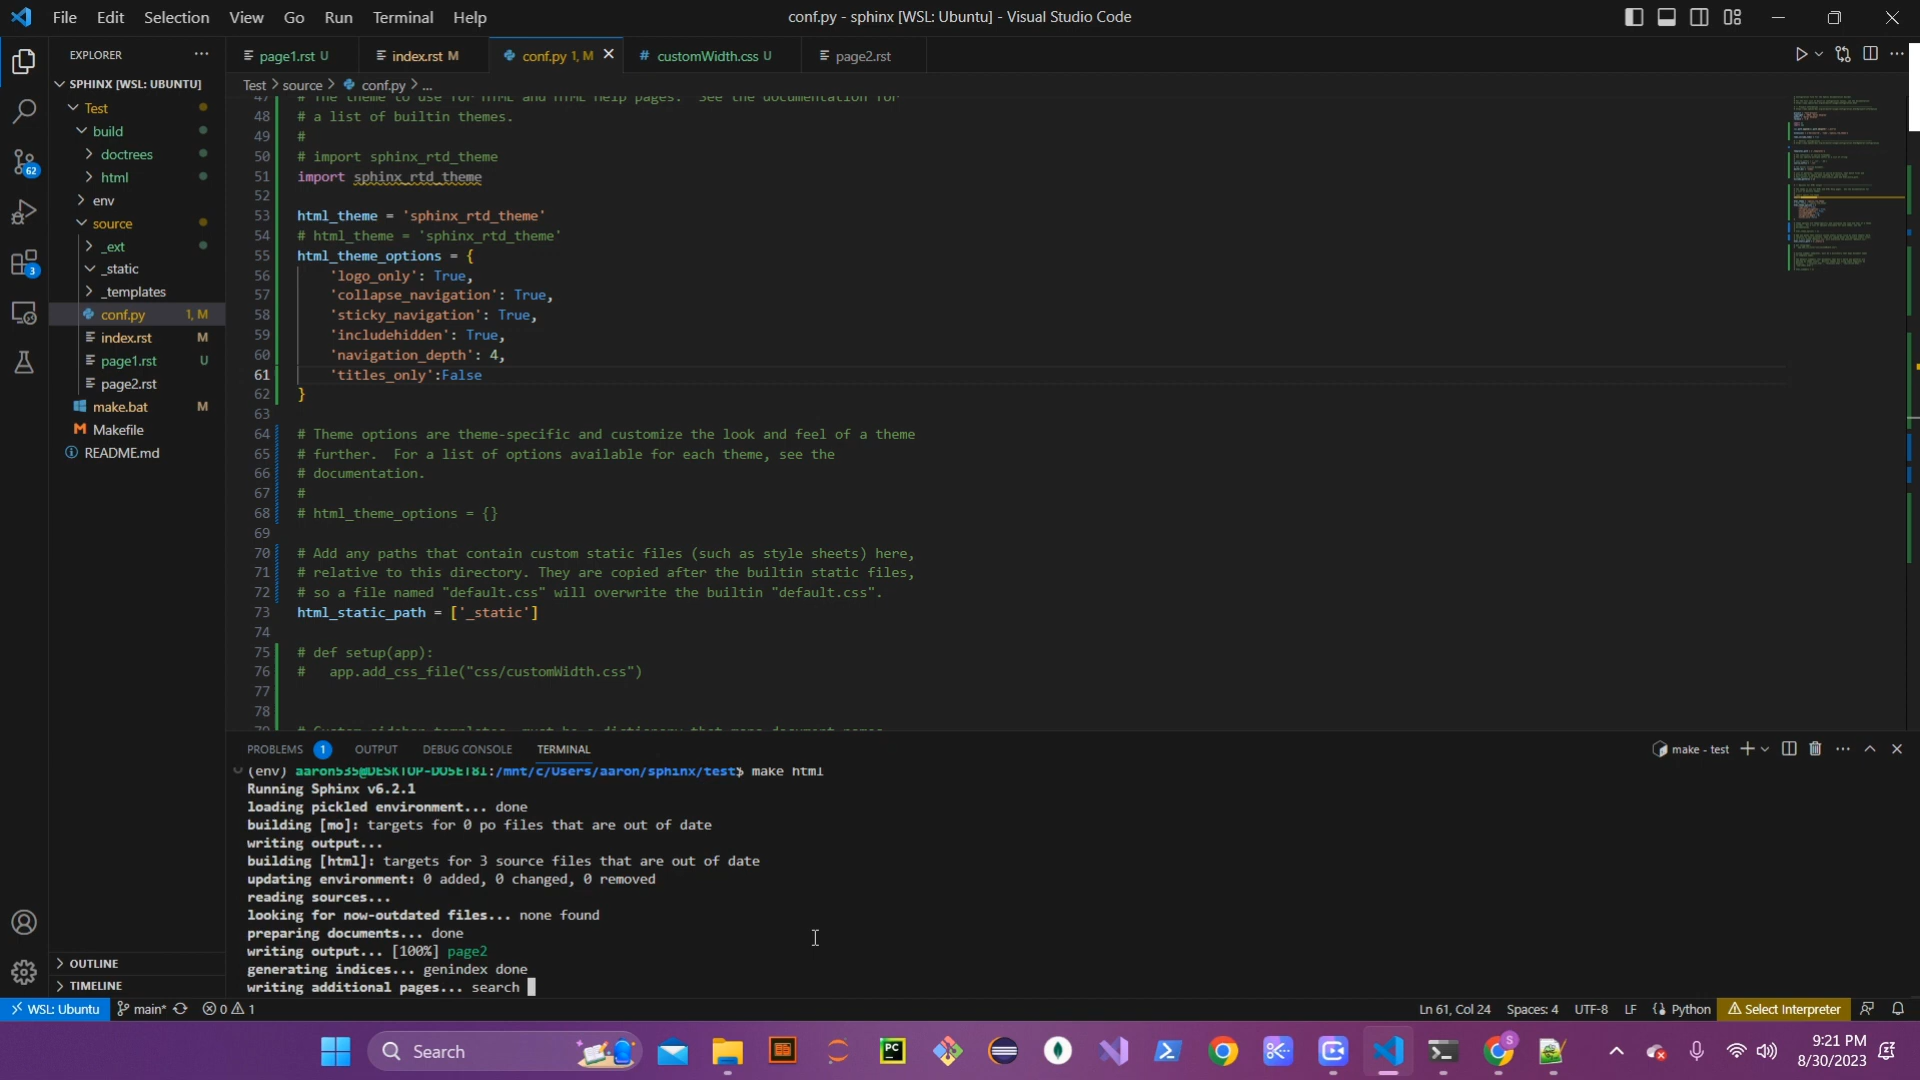 File Edit Selection View Go Run Terminal Help
conf.py - sphinx [WSL: Ubuntu] - Visual Studio Code
EXPLORER
page1.rst U
index.rst M
conf.py 1, M
customWidth.css U
page2.rst
SPHINX [WSL: UBUNTU]
Test
build
doctrees
html
env
source
_ext
_static
_templates
conf.py 1, M
index.rst M
page1.rst U
page2.rst
make.bat M
Makefile
README.md
OUTLINE
TIMELINE
62
3
Test > source > conf.py > ...
47 # The theme to use for HTML and HTML Help pages.  See the documentation for
48 # a list of builtin themes.
49 #
50 # import sphinx_rtd_theme
51 import sphinx_rtd_theme
52
53 html_theme = 'sphinx_rtd_theme'
54 # html_theme = 'sphinx_rtd_theme'
55 html_theme_options = {
56     'logo_only': True,
57     'collapse_navigation': True,
58     'sticky_navigation': True,
59     'includehidden': True,
60     'navigation_depth': 4,
61     'titles_only':False
62 }
63
64 # Theme options are theme-specific and customize the look and feel of a theme
65 # further.  For a list of options available for each theme, see the
66 # documentation.
67 #
68 # html_theme_options = {}
69
70 # Add any paths that contain custom static files (such as style sheets) here,
71 # relative to this directory. They are copied after the builtin static files,
72 # so a file named "default.css" will overwrite the builtin "default.css".
73 html_static_path = ['_static']
74
75 # def setup(app):
76 #   app.add_css_file("css/customWidth.css")
77
78
79 # Custom sidebar templates, must be a dictionary that maps document names
PROBLEMS 1 OUTPUT DEBUG CONSOLE TERMINAL
make - test
(env) aaron535@DESKTOP-DOSET8I:/mnt/c/Users/aaron/sphinx/test$ make html
Running Sphinx v6.2.1
loading pickled environment... done
building [mo]: targets for 0 po files that are out of date
writing output...
building [html]: targets for 3 source files that are out of date
updating environment: 0 added, 0 changed, 0 removed
reading sources...
looking for now-outdated files... none found
preparing documents... done
writing output... [100%] page2
generating indices... genindex done
writing additional pages... search
WSL: Ubuntu main* 0 1
Ln 61, Col 24 Spaces: 4 UTF-8 LF Python Select Interpreter
Search
PC
S
9:21 PM
8/30/2023